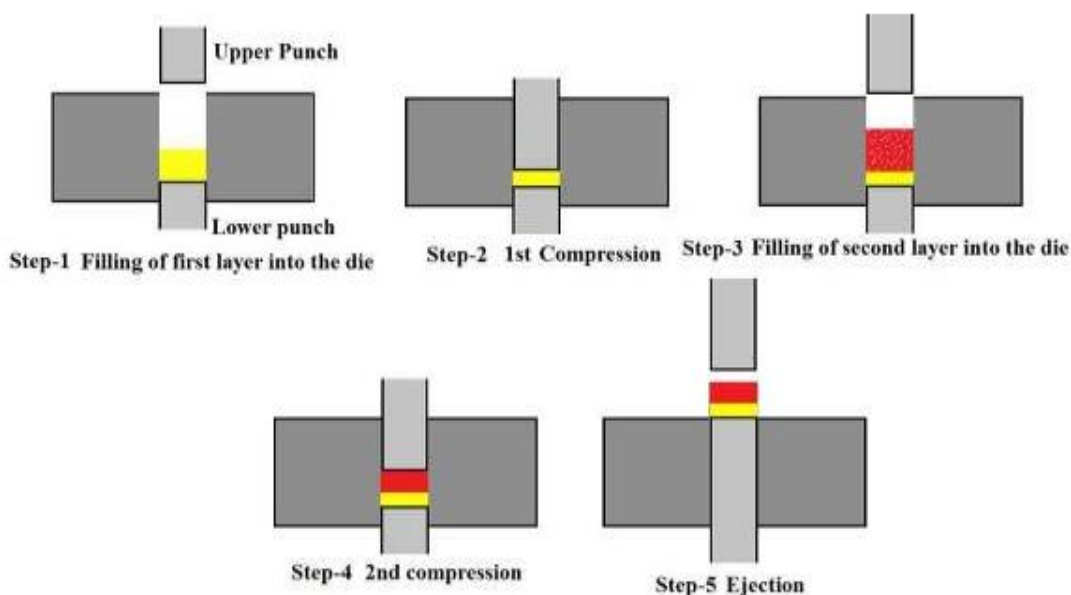 Upper Punch
Lower punch
Step-1 Filling of first layer into the die
Step-2 1st Compression
Step-3 Filling of second layer into the die
Step-4 2nd compression
Step-5 Ejection